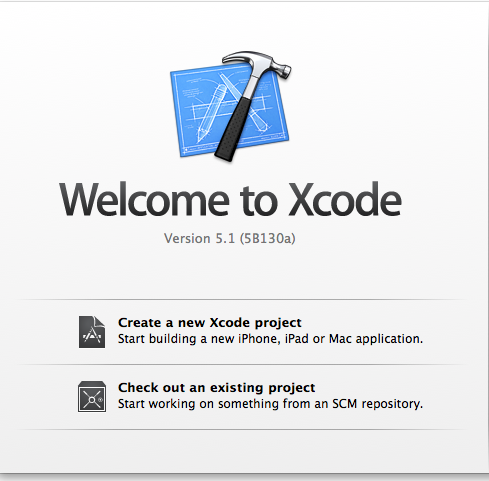 Welcome to Xcode
Version 5.1 (5B130a)
Create a new Xcode project
Start building a new iPhone, iPad or Mac application.
Check out an existing project
Start working on something from an SCM repository.